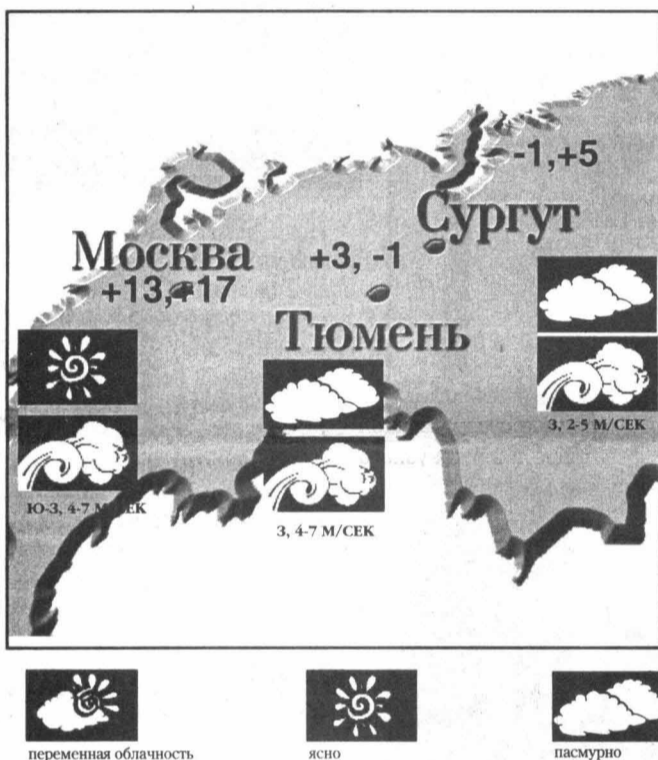 -1,+5
Сургут
Москва
+3, -1
+13,+17
Тюмень
З, 2-5 М/СЕК
Ю-З, 4-7 М/СЕК
З, 4-7 М/СЕК
переменная облачность
ясно
пасмурно